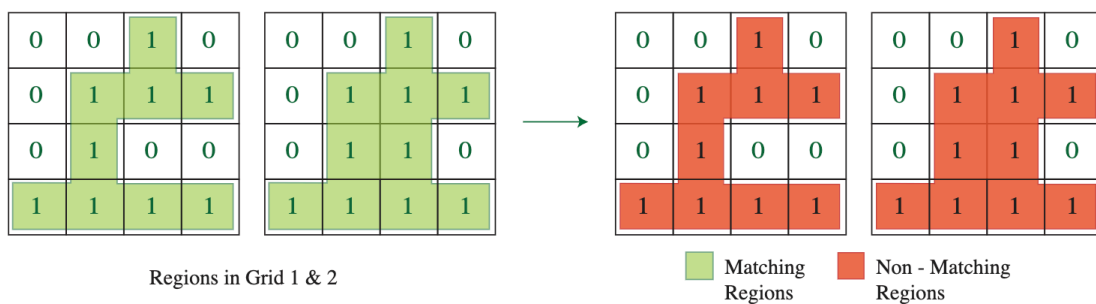 0 0 1 0 0 0 1 0 0 0 1 0 0 0 1 0
0 1 1 1 0 1 1 1 0 1 1 1 0 1 1 1
0 1 0 0 0 1 1 0 0 1 0 0 0 1 1 0
1 1 1 1 1 1 1 1 1 1 1 1 1 1 1 1
Regions in Grid 1 & 2
Matching
Regions
Non - Matching
Regions